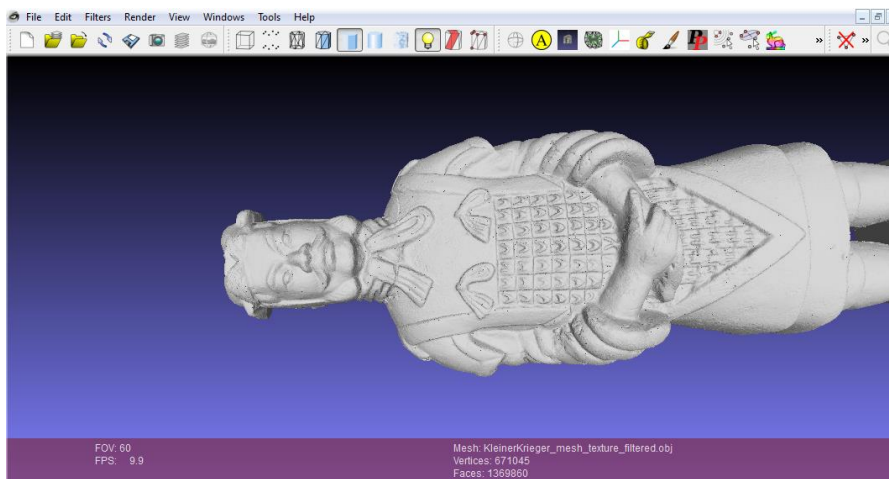 File Edit Filters Render View Windows Tools Help
A
»
»
FOV: 60
FPS: 9.9
Mesh: KleinerKrieger_mesh_texture_filtered.obj
Vertices: 671045
Faces: 1369860